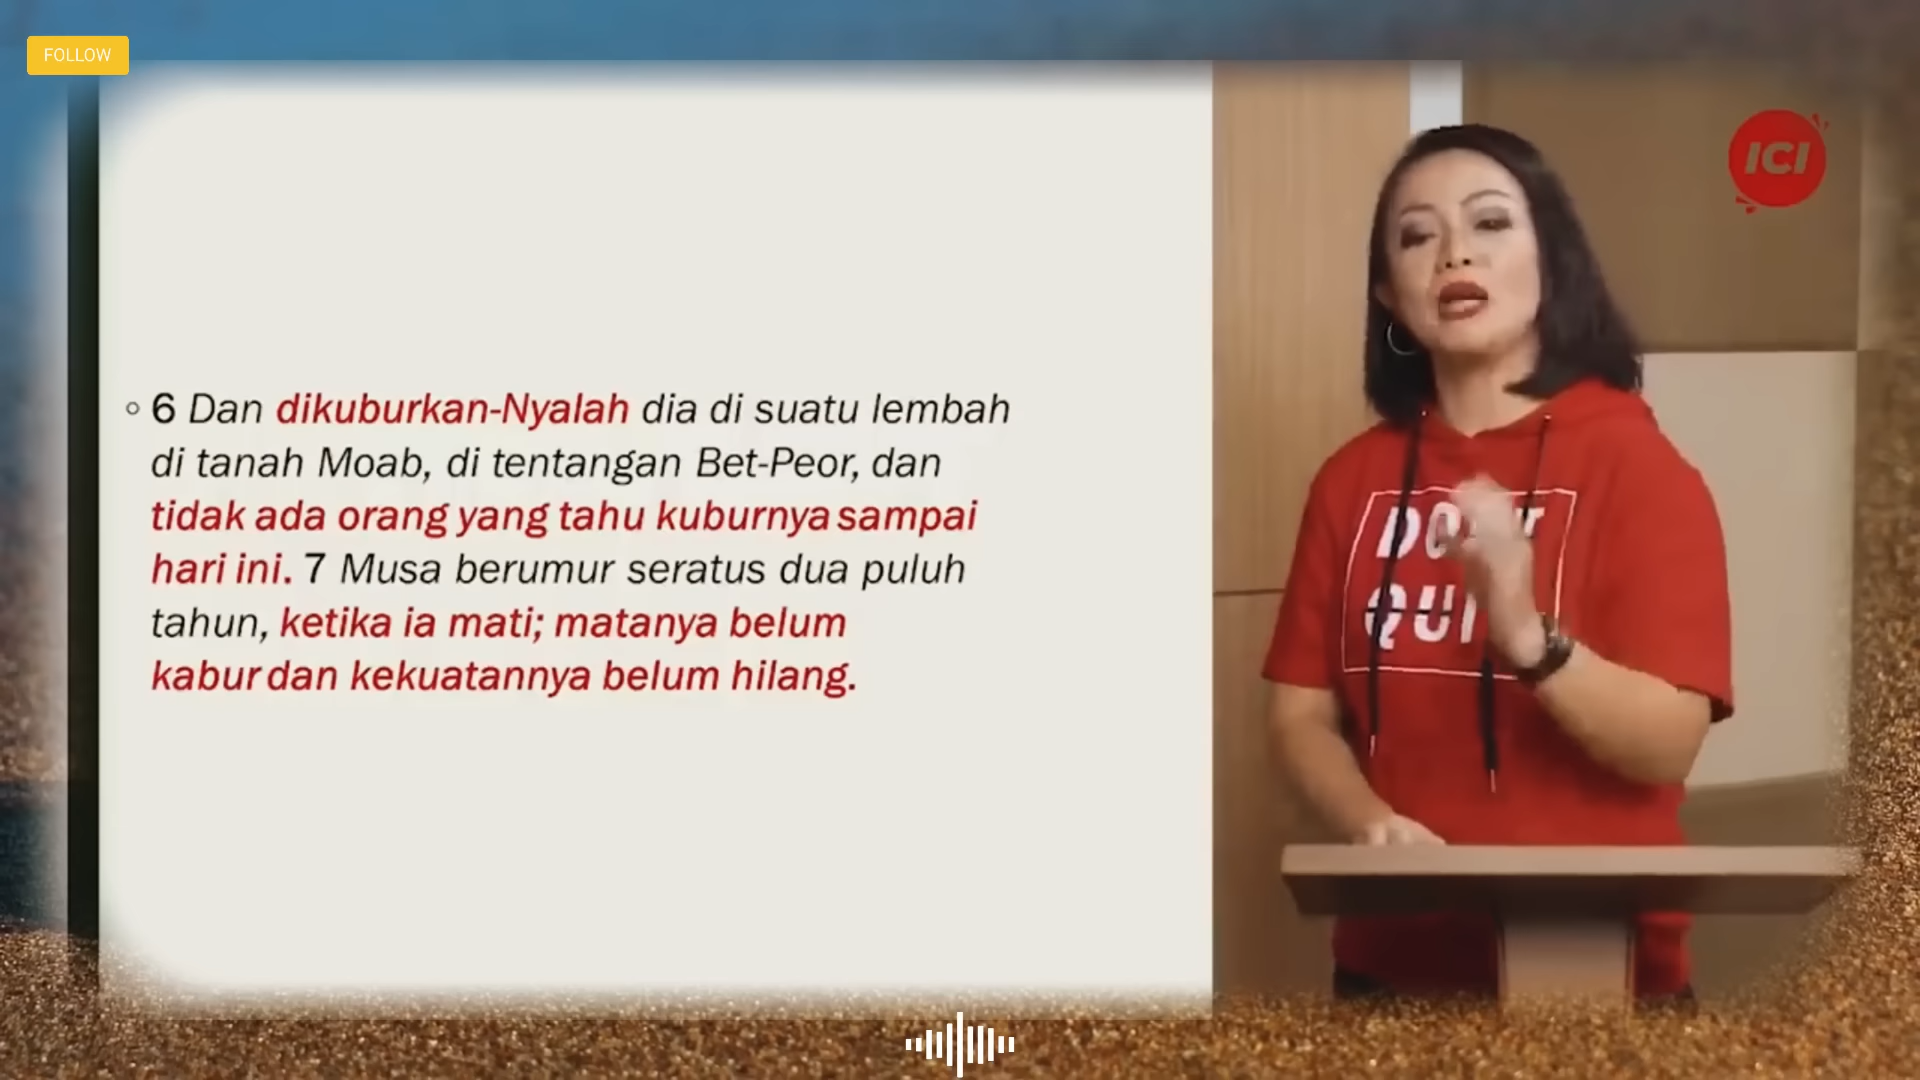 FOLLOW
ICI
6 Dan dikuburkan-Nyalah dia di suatu lembah
di tanah Moab, di tentangan Bet-Peor, dan
tidak ada orang yang tahu kuburnya sampai
hari ini. 7 Musa berumur seratus dua puluh
tahun, ketika ia mati; matanya belum
kabur dan kekuatannya belum hilang.
QUI